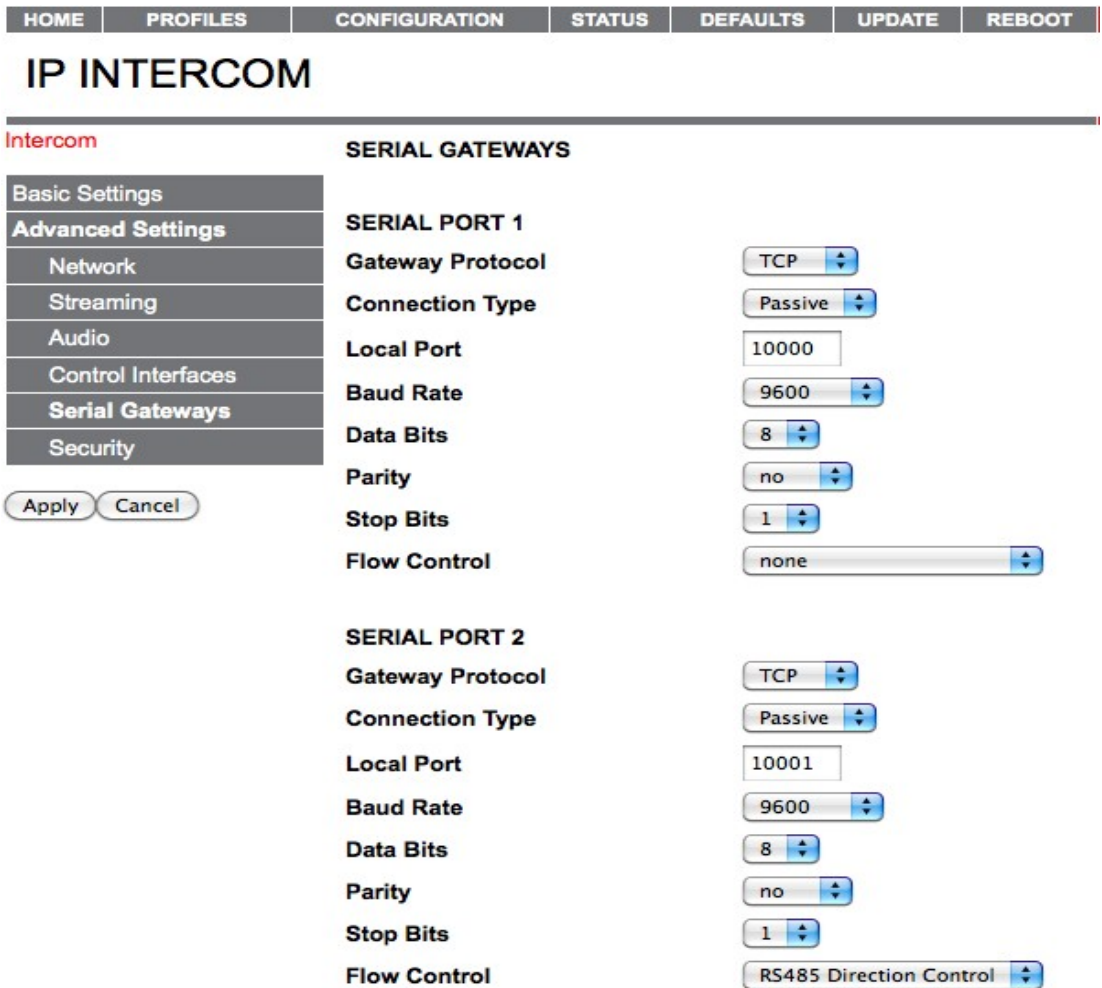 HOME PROFILES CONFIGURATION STATUS DEFAULTS UPDATE REBOOT
IP INTERCOM
Intercom
Basic Settings
Advanced Settings
Network
Streaming
Audio
Control Interfaces
Serial Gateways
Security
Apply Cancel
SERIAL GATEWAYS
SERIAL PORT 1
Gateway Protocol TCP
Connection Type Passive
Local Port 10000
Baud Rate 9600
Data Bits 8
Parity no
Stop Bits 1
Flow Control none
SERIAL PORT 2
Gateway Protocol TCP
Connection Type Passive
Local Port 10001
Baud Rate 9600
Data Bits 8
Parity no
Stop Bits 1
Flow Control RS485 Direction Control